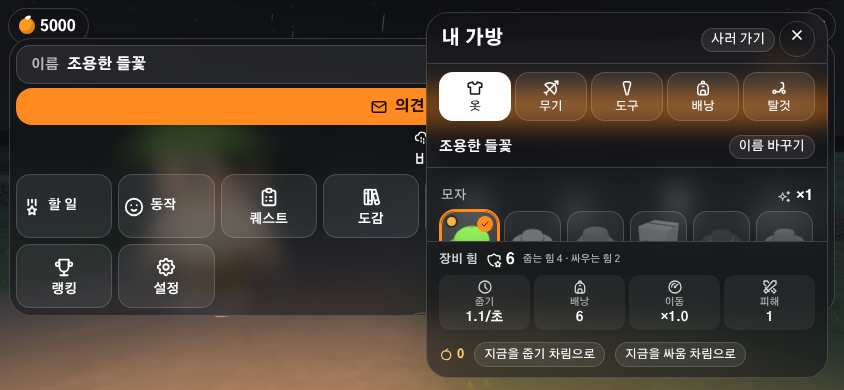 5000
이름 조용한 들꽃
의견
할 일
동작
퀘스트
도감
랭킹
설정
내 가방
사러 가기
옷
무기
도구
배낭
탈것
조용한 들꽃
이름 바꾸기
모자
×1
장비 힘 6 줍는 힘 4 · 싸우는 힘 2
줍기
1.1/초
배낭
6
이동
×1.0
피해
1
0
지금을 줍기 차림으로
지금을 싸움 차림으로